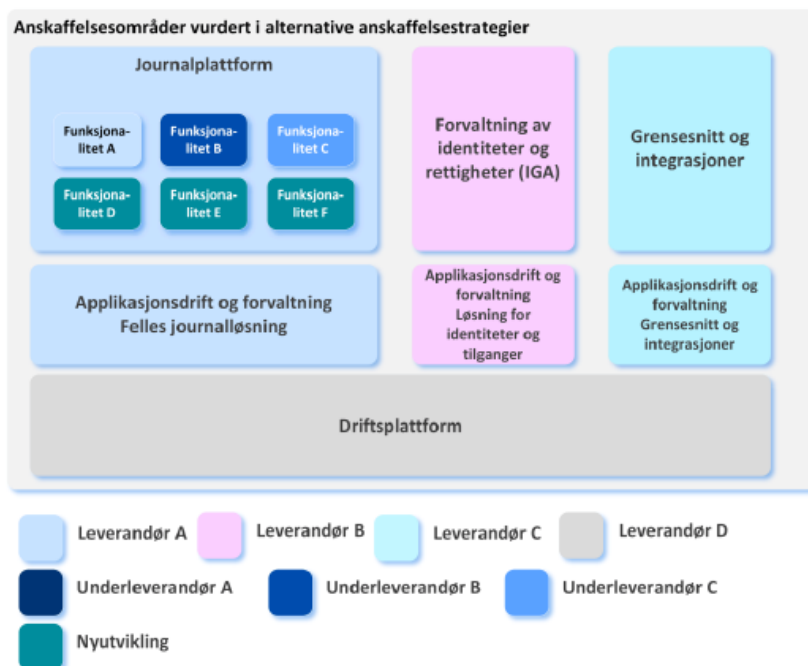 Anskaffelsesområder vurdert i alternative anskaffelsestrategier
Journalplattform
Funksjona-
litet A
Funksjona-
litet B
Funksjona-
litet C
Funksjona-
litet D
Funksjona-
litet E
Funksjona-
litet F
Forvaltning av
identiteter og
rettigheter (IGA)
Grensesnitt og
integrasjoner
Applikasjonsdrift og forvaltning
Felles journalløsning
Applikasjonsdrift og
forvaltning
Løsning for
identiteter og
tilganger
Applikasjonsdrift og
forvaltning
Grensesnitt og
integrasjoner
Driftsplattform
Leverandør A
Leverandør B
Leverandør C
Leverandør D
Underleverandør A
Underleverandør B
Underleverandør C
Nyutvikling